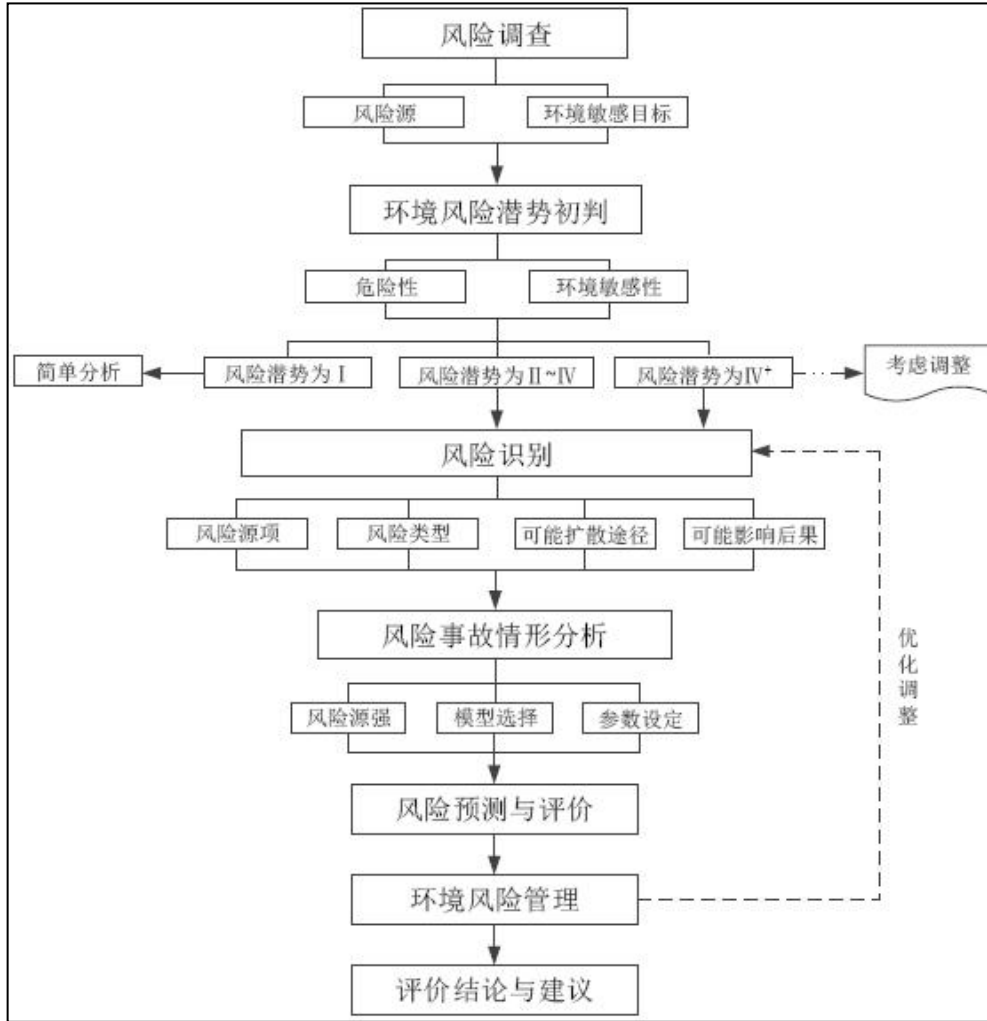 风险调查
风险源
环境敏感目标
环境风险潜势初判
危险性
环境敏感性
简单分析
风险潜势为Ⅰ
风险潜势为Ⅱ~Ⅳ
风险潜势为Ⅳ⁺
考虑调整
风险识别
风险源项
风险类型
可能扩散途径
可能影响后果
风险事故情形分析
优化调整
风险源强
模型选择
参数设定
风险预测与评价
环境风险管理
评价结论与建议